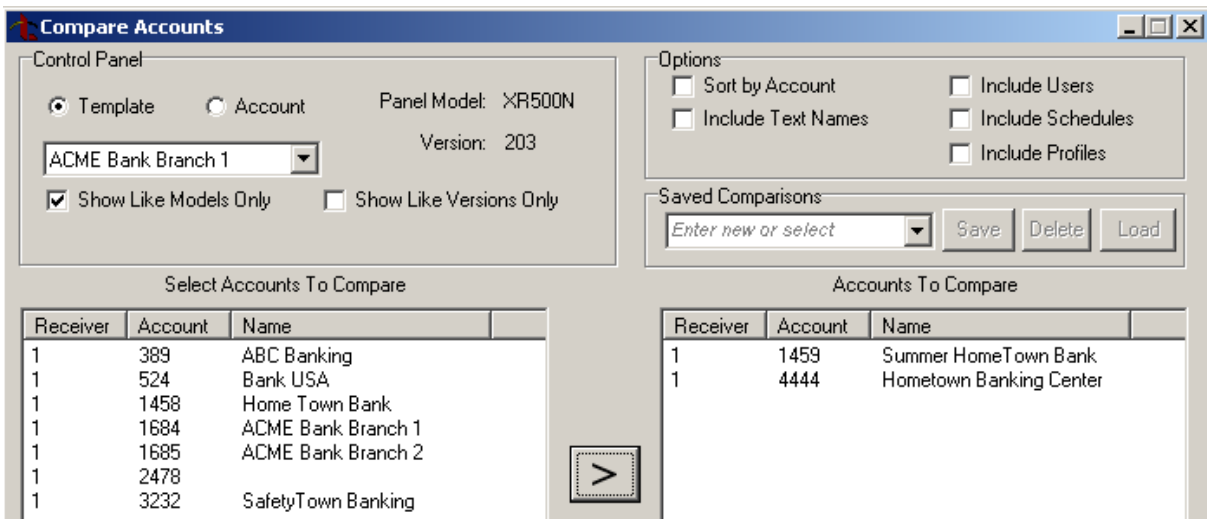 Compare Accounts
Control Panel
Template
Account
Panel Model: XR500N
Version: 203
ACME Bank Branch 1
Show Like Models Only
Show Like Versions Only
Options
Sort by Account
Include Users
Include Text Names
Include Schedules
Include Profiles
Saved Comparisons
Enter new or select
Save
Delete
Load
Select Accounts To Compare
Receiver Account Name
1 389 ABC Banking
1 524 Bank USA
1 1458 Home Town Bank
1 1684 ACME Bank Branch 1
1 1685 ACME Bank Branch 2
1 2478
1 3232 SafetyTown Banking
>
Accounts To Compare
Receiver Account Name
1 1459 Summer HomeTown Bank
1 4444 Hometown Banking Center